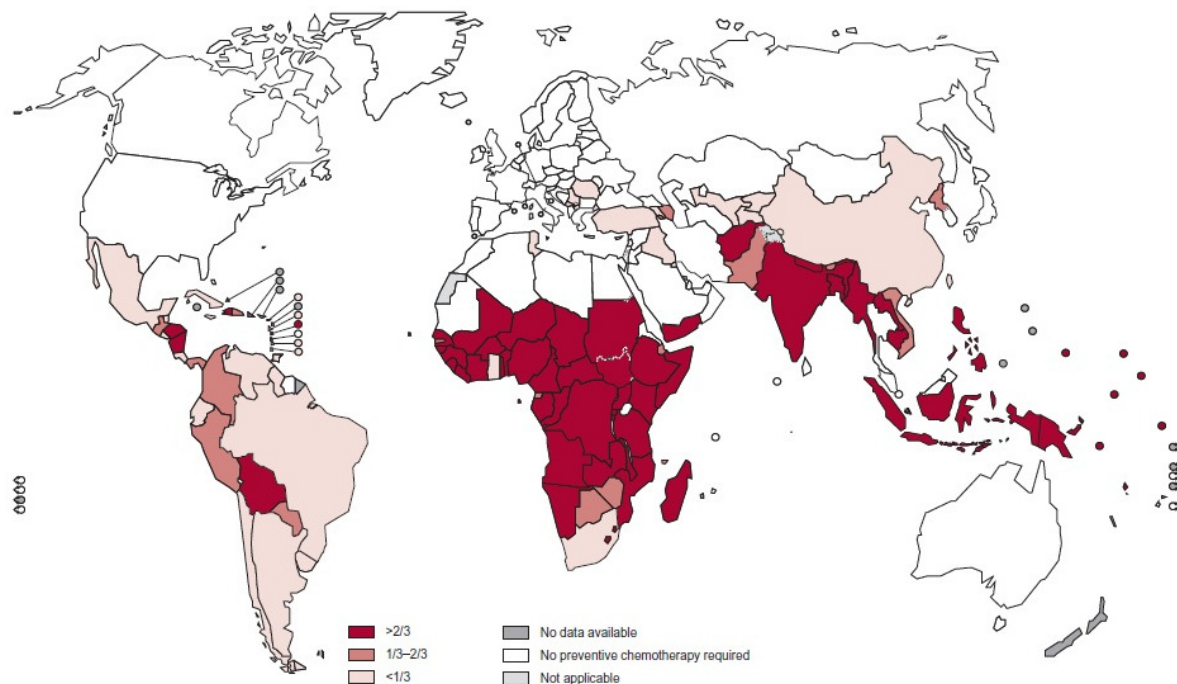 >2/3
1/3–2/3
<1/3
No data available
No preventive chemotherapy required
Not applicable